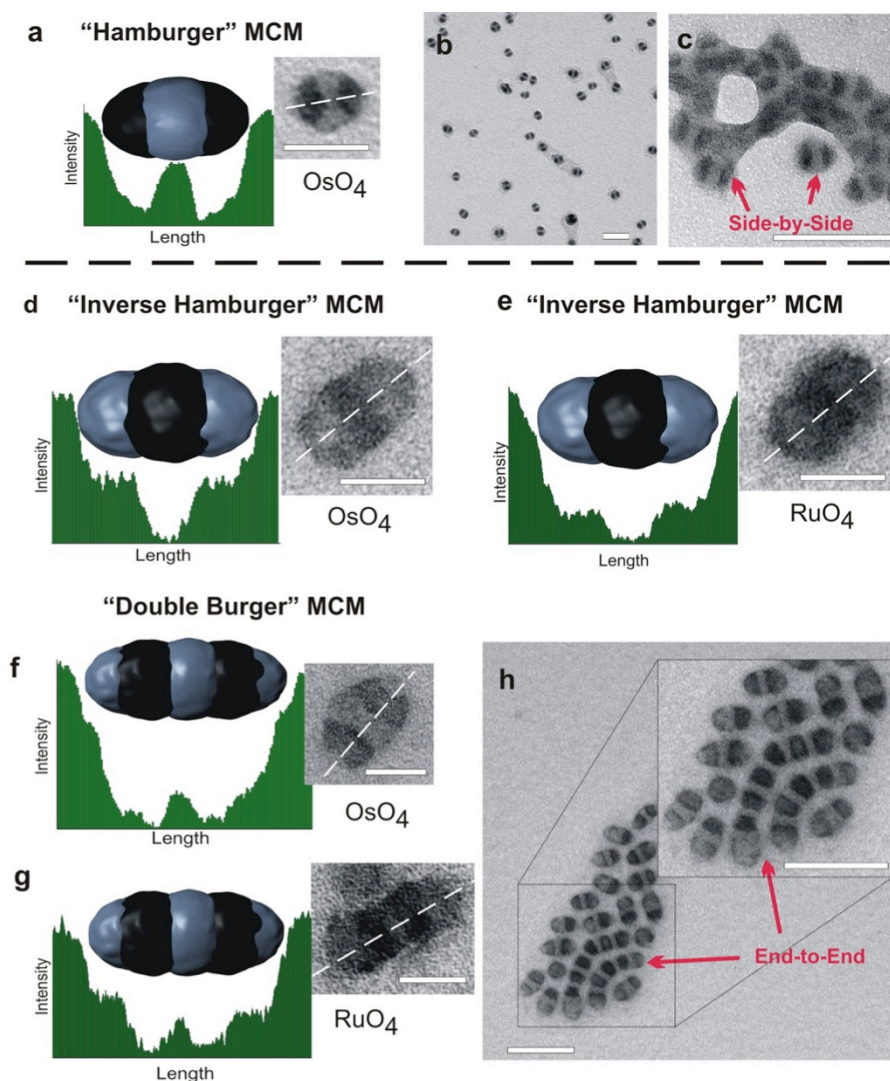 a "Hamburger" MCM
Intensity
Length
OsO₄
b
c
Side-by-Side
d "Inverse Hamburger" MCM
Intensity
Length
OsO₄
e "Inverse Hamburger" MCM
Intensity
Length
RuO₄
"Double Burger" MCM
f
Intensity
Length
OsO₄
g
Intensity
Length
RuO₄
h
End-to-End